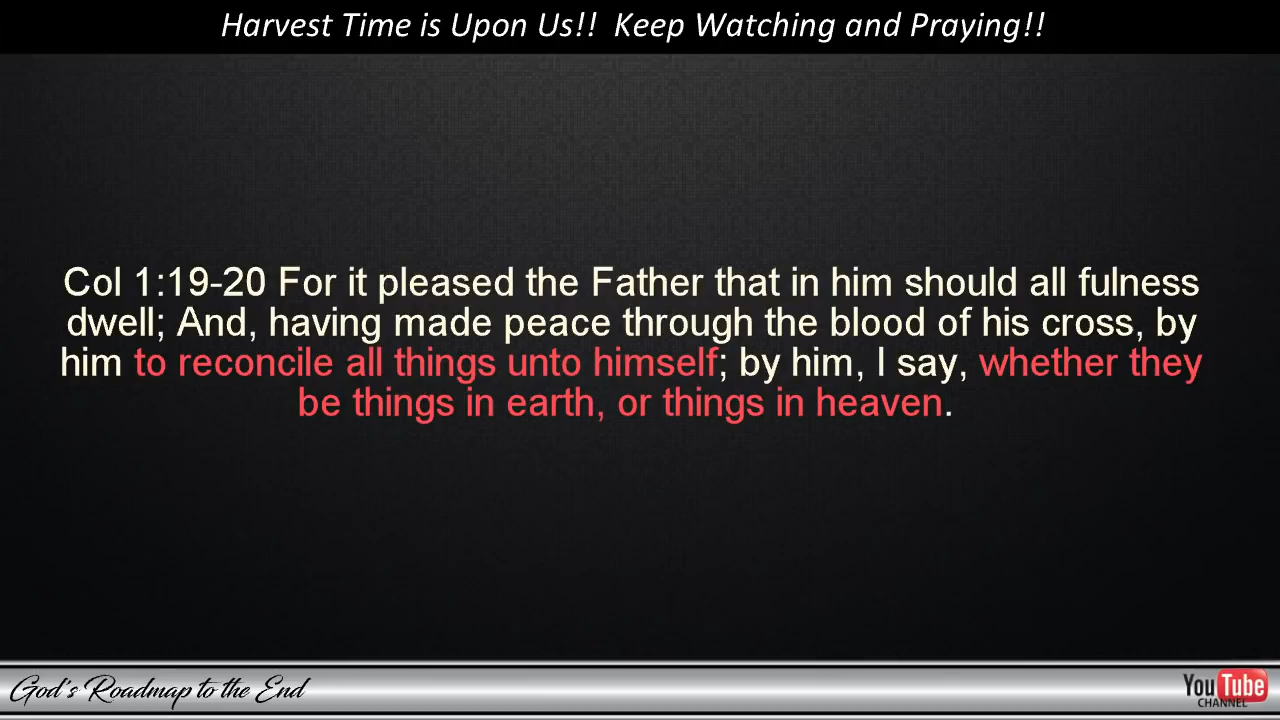 Harvest Time is Upon Us!! Keep Watching and Praying!!
Col 1:19-20 For it pleased the Father that in him should all fulness
dwell; And, having made peace through the blood of his cross, by
him to reconcile all things unto himself; by him, I say, whether they
be things in earth, or things in heaven.
God's Roadmap to the End
YouTube
CHANNEL